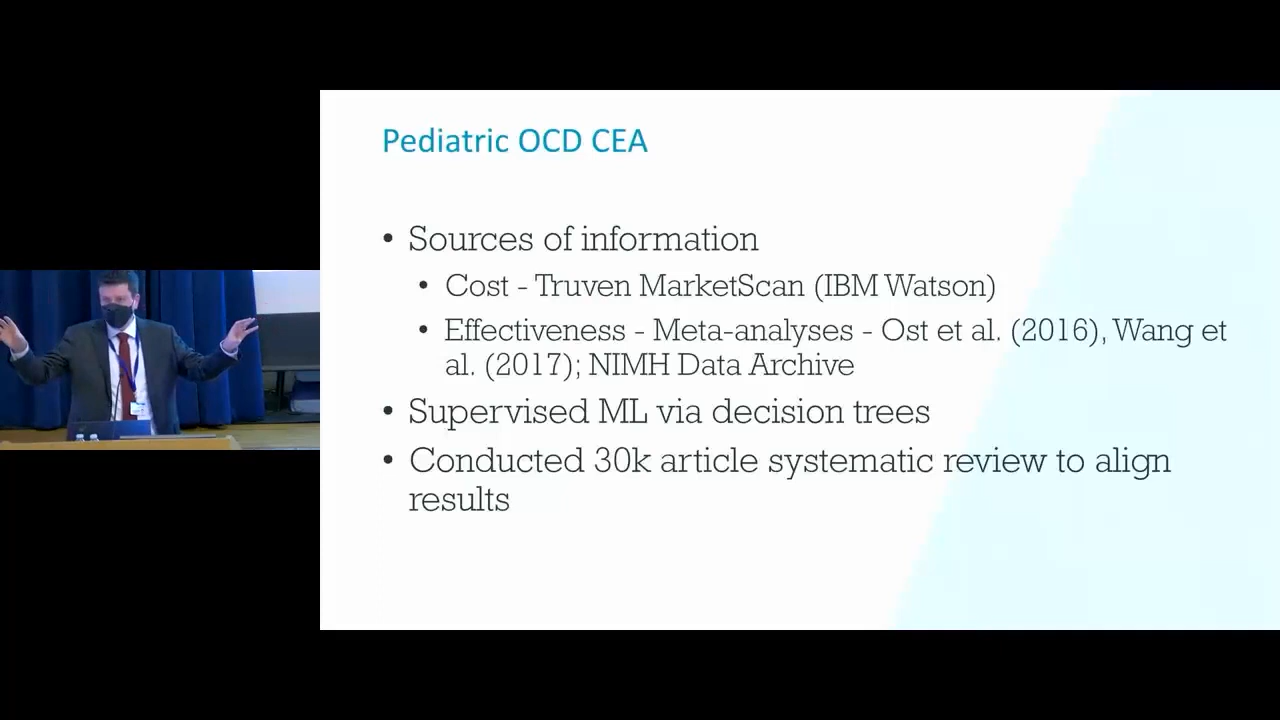 Pediatric OCD CEA
• Sources of information
• Cost - Truven MarketScan (IBM Watson)
• Effectiveness - Meta-analyses - Ost et al. (2016), Wang et
al. (2017); NIMH Data Archive
• Supervised ML via decision trees
• Conducted 30k article systematic review to align
results